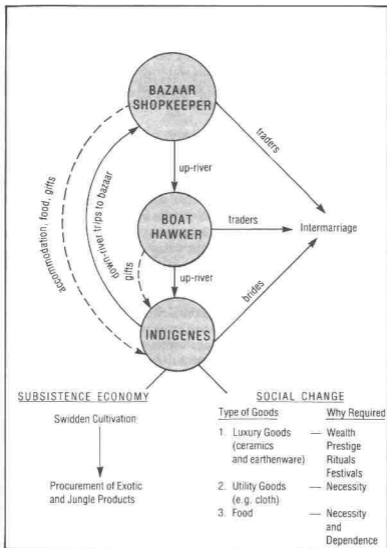 BAZAAR
SHOPKEEPER
traders
up-river
accommodation, food, gifts
down-river trips to bazaar
BOAT
HAWKER
traders
Intermarriage
gifts
up-river
brides
INDIGENES
SUBSISTENCE ECONOMY
Swidden Cultivation
Procurement of Exotic
and Jungle Products
SOCIAL CHANGE
Type of Goods Why Required
1. Luxury Goods — Wealth
(ceramics Prestige
and earthenware) Rituals
Festivals
2. Utility Goods — Necessity
(e.g. cloth)
3. Food — Necessity
and
Dependence